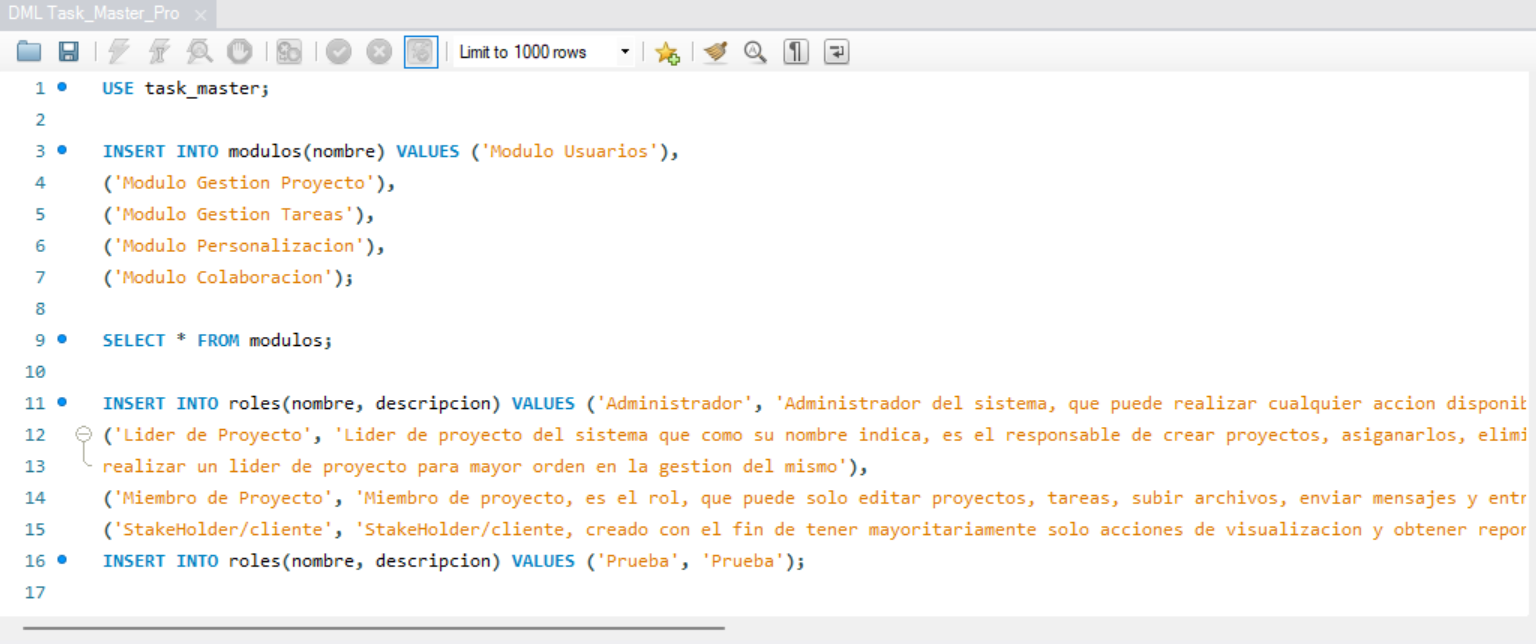 DML Task_Master_Pro
Limit to 1000 rows
1 USE task_master;
2
3 INSERT INTO modulos(nombre) VALUES ('Modulo Usuarios'),
4 ('Modulo Gestion Proyecto'),
5 ('Modulo Gestion Tareas'),
6 ('Modulo Personalizacion'),
7 ('Modulo Colaboracion');
8
9 SELECT * FROM modulos;
10
11 INSERT INTO roles(nombre, descripcion) VALUES ('Administrador', 'Administrador del sistema, que puede realizar cualquier accion
12 ('Lider de Proyecto', 'Lider de proyecto del sistema que como su nombre indica, es el responsable de crear proyectos, asiganarlos,
13 realizar un lider de proyecto para mayor orden en la gestion del mismo'),
14 ('Miembro de Proyecto', 'Miembro de proyecto, es el rol, que puede solo editar proyectos, tareas, subir archivos, enviar mensajes y
15 ('StakeHolder/cliente', 'StakeHolder/cliente, creado con el fin de tener mayoritariamente solo acciones de visualizacion y obtener
16 INSERT INTO roles(nombre, descripcion) VALUES ('Prueba', 'Prueba');
17